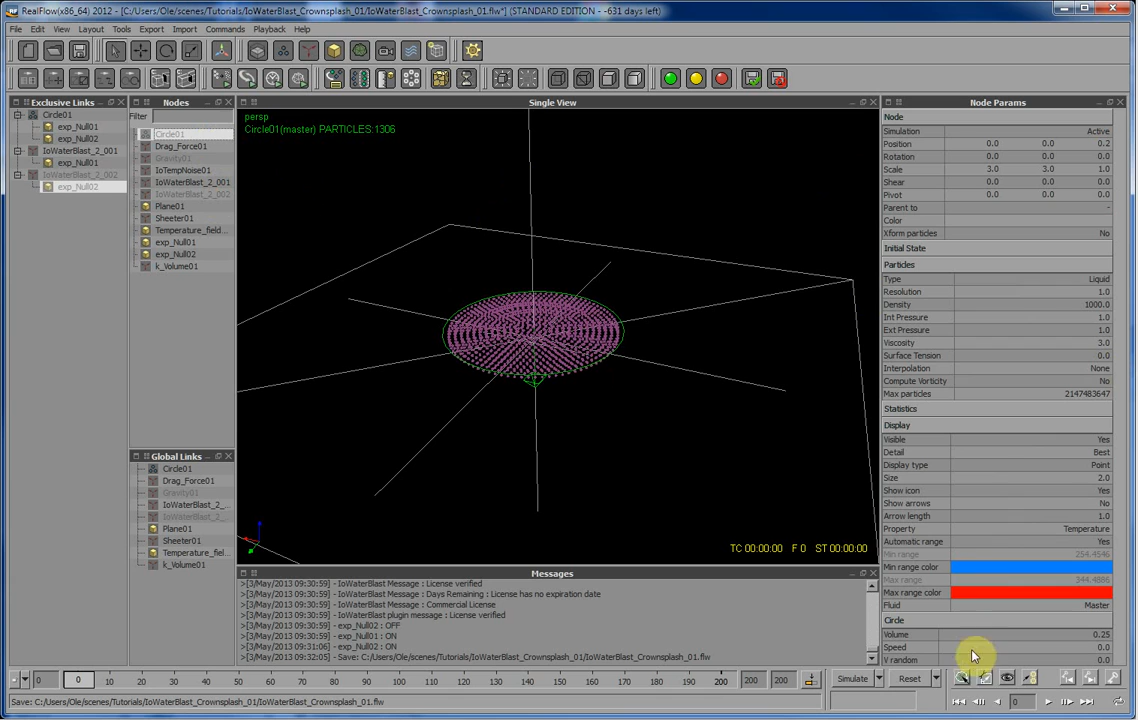 RealFlow(x86_64) 2012 - [C:/Users/Ole/scenes/Tutorials/IoWaterBlast_Crownsplash_01/IoWaterBlast_Crownsplash_01.flw*] (STANDARD EDITION - -631 days left)
File Edit View Layout Tools Export Import Commands Playback Help
Exclusive Links
Circle01
exp_Null01
exp_Null02
IoWaterBlast_2_001
exp_Null01
IoWaterBlast_2_002
exp_Null02
Nodes
Filter
Circle01
Drag_Force01
Gravity01
IoTempNoise01
IoWaterBlast_2_001
IoWaterBlast_2_002
Plane01
Sheeter01
Temperature_field...
exp_Null01
exp_Null02
k_Volume01
Global Links
Circle01
Drag_Force01
Gravity01
IoWaterBlast_2_...
IoWaterBlast_2_...
Plane01
Sheeter01
Temperature_fiel...
k_Volume01
Single View
persp
Circle01(master) PARTICLES:1306
TC 00:00:00 F 0 ST 00:00:00
Messages
>[3/May/2013 09:30:59] - IoWaterBlast Message : License verified
>[3/May/2013 09:30:59] - IoWaterBlast Message : Days Remaining : License has no expiration date
>[3/May/2013 09:30:59] - IoWaterBlast Message : Commercial License
>[3/May/2013 09:30:59] - IoWaterBlast plugin Message : License verified
>[3/May/2013 09:30:59] - exp_Null02 : OFF
>[3/May/2013 09:30:59] - exp_Null01 : ON
>[3/May/2013 09:31:06] - exp_Null02 : ON
>[3/May/2013 09:32:05] - Save: C:/Users/Ole/scenes/Tutorials/IoWaterBlast_Crownsplash_01/IoWaterBlast_Crownsplash_01.flw
Node Params
Node
Simulation Active
Position 0.0 0.0 0.2
Rotation 0.0 0.0 0.0
Scale 3.0 3.0 1.0
Shear 0.0 0.0 0.0
Pivot 0.0 0.0 0.0
Parent to -
Color
Xform particles No
Initial State
Particles
Type Liquid
Resolution 1.0
Density 1000.0
Int Pressure 1.0
Ext Pressure 1.0
Viscosity 3.0
Surface Tension 0.0
Interpolation None
Compute Vorticity No
Max particles 2147483647
Statistics
Display
Visible Yes
Detail Best
Display type Point
Size 2.0
Show icon Yes
Show arrows No
Arrow length 1.0
Property Temperature
Automatic range Yes
Min range 254.4546
Min range color
Max range 344.4886
Max range color
Fluid Master
Circle
Volume 0.25
Speed 0.0
V random 0.0
0 0 10 20 30 40 50 60 70 80 90 100 110 120 130 140 150 160 170 180 190 200 200
Simulate Reset
0
Save: C:/Users/Ole/scenes/Tutorials/IoWaterBlast_Crownsplash_01/IoWaterBlast_Crownsplash_01.flw